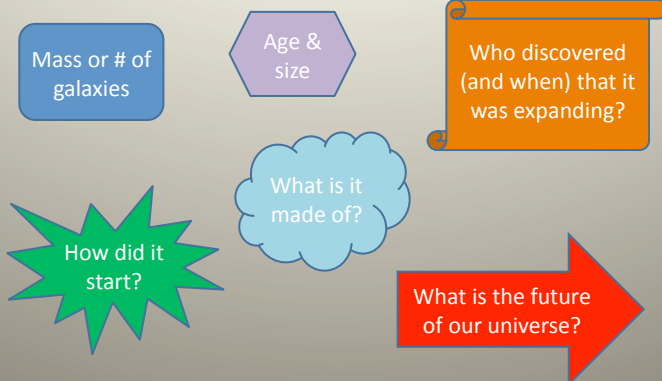 Mass or # of
galaxies
Age &
size
Who discovered
(and when) that it
was expanding?
What is it
made of?
How did it
start?
What is the future
of our universe?